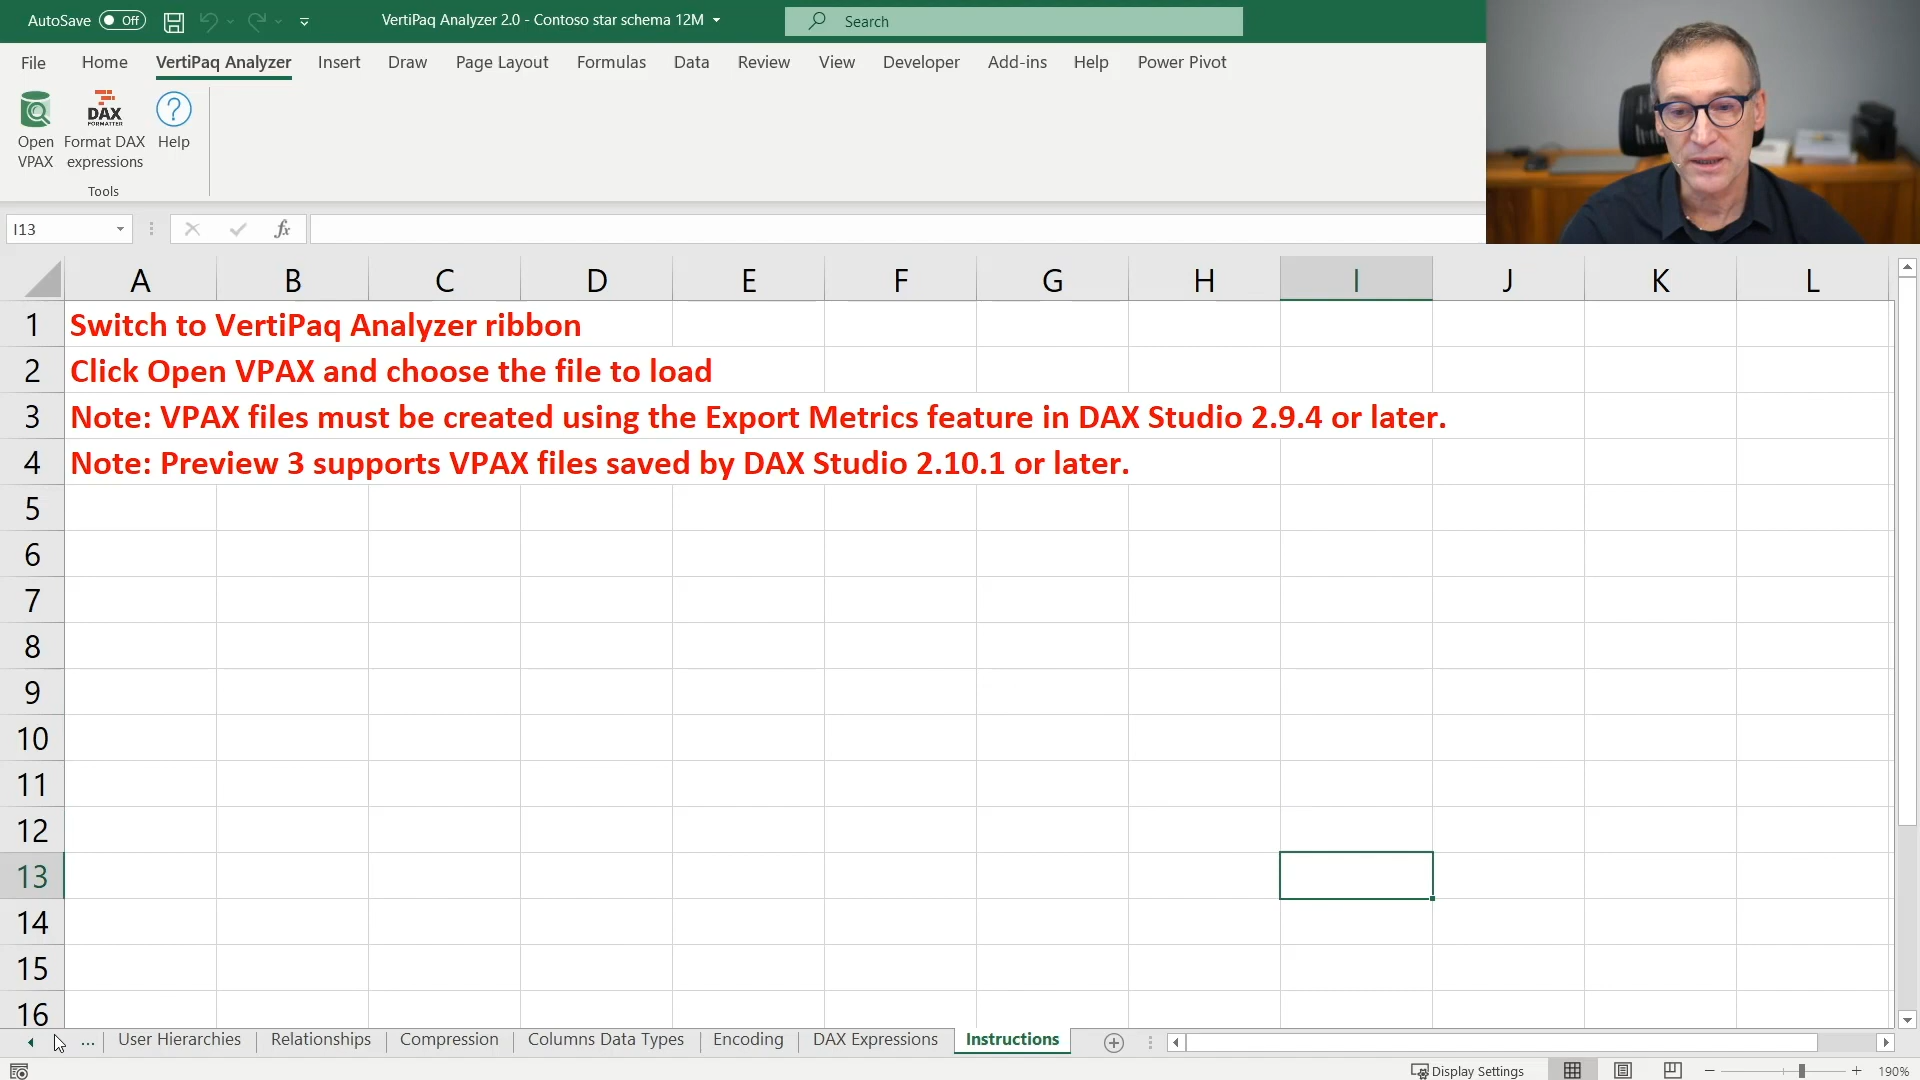 AutoSave Off VertiPaq Analyzer 2.0 - Contoso star schema 12M Search
File Home VertiPaq Analyzer Insert Draw Page Layout Formulas Data Review View Developer Add-ins Help Power Pivot
DAX
FORMATTER
Open Format DAX Help
VPAX expressions
Tools
I13 fx
A B C D E F G H I J K L
1 Switch to VertiPaq Analyzer ribbon
2 Click Open VPAX and choose the file to load
3 Note: VPAX files must be created using the Export Metrics feature in DAX Studio 2.9.4 or later.
4 Note: Preview 3 supports VPAX files saved by DAX Studio 2.10.1 or later.
5
6
7
8
9
10
11
12
13
14
15
16
... User Hierarchies Relationships Compression Columns Data Types Encoding DAX Expressions Instructions
Display Settings 190%